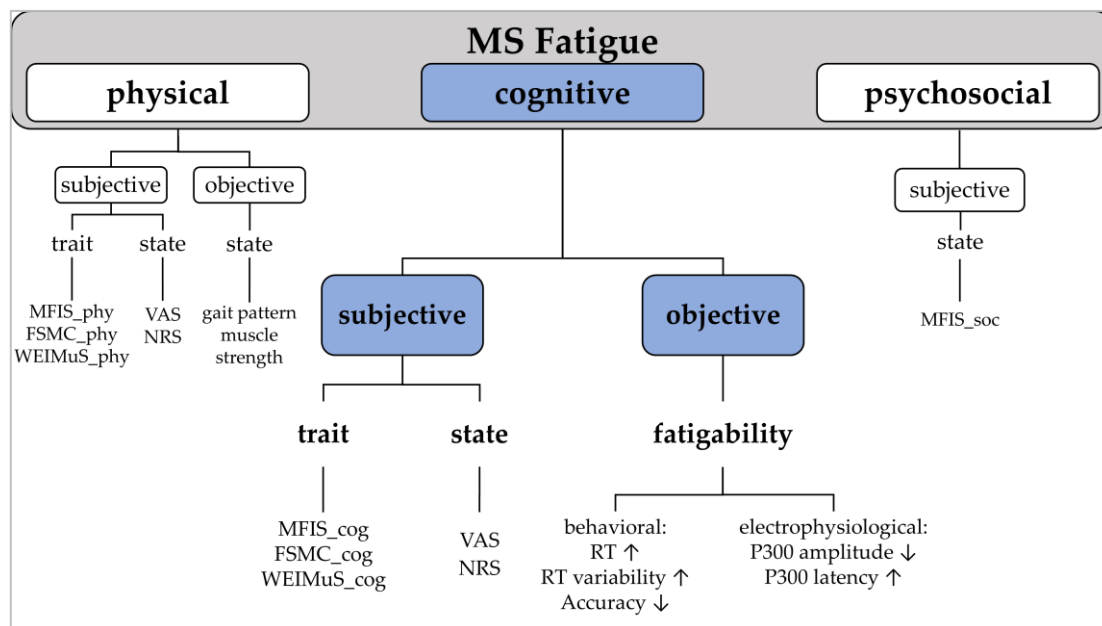 MS Fatigue
physical
cognitive
psychosocial
subjective
objective
subjective
trait
state
state
state
MFIS_phy
FSMC_phy
WEIMuS_phy
VAS
NRS
gait pattern
muscle
strength
MFIS_soc
subjective
objective
trait
state
fatigability
MFIS_cog
FSMC_cog
WEIMuS_cog
VAS
NRS
behavioral:
RT ↑
RT variability ↑
Accuracy ↓
electrophysiological:
P300 amplitude ↓
P300 latency ↑